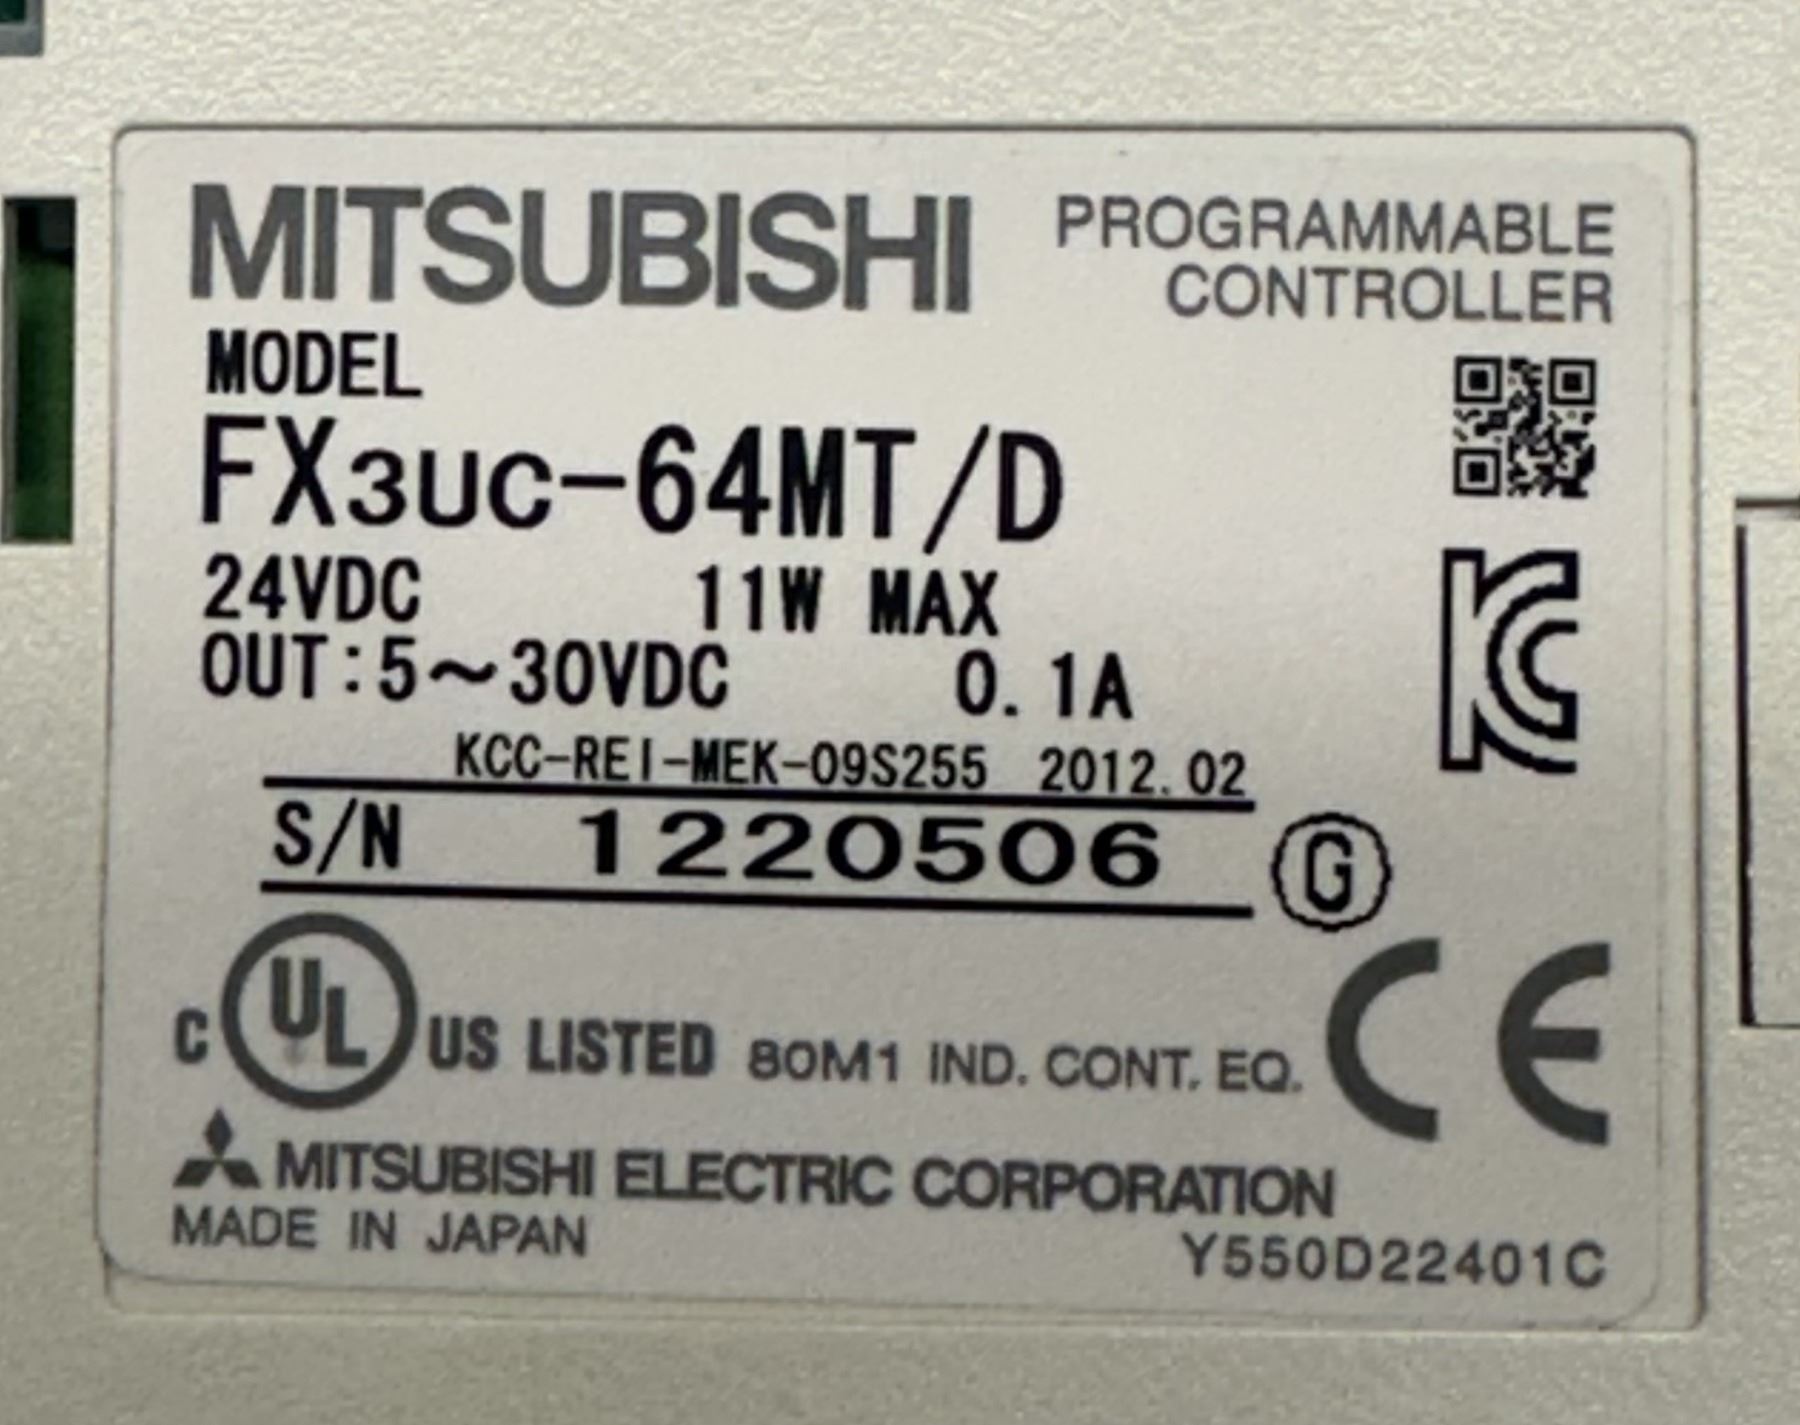 MITSUBISHI
PROGRAMMABLE
CONTROLLER
MODEL
FX3UC-64MT/D
24VDC 11W MAX
OUT:5~30VDC 0.1A
KCC-REI-MEK-09S255 2012.02
S/N 1220506 G
C UL US LISTED 80M1 IND. CONT. EQ. CE
MITSUBISHI ELECTRIC CORPORATION
MADE IN JAPAN
Y550D22401C